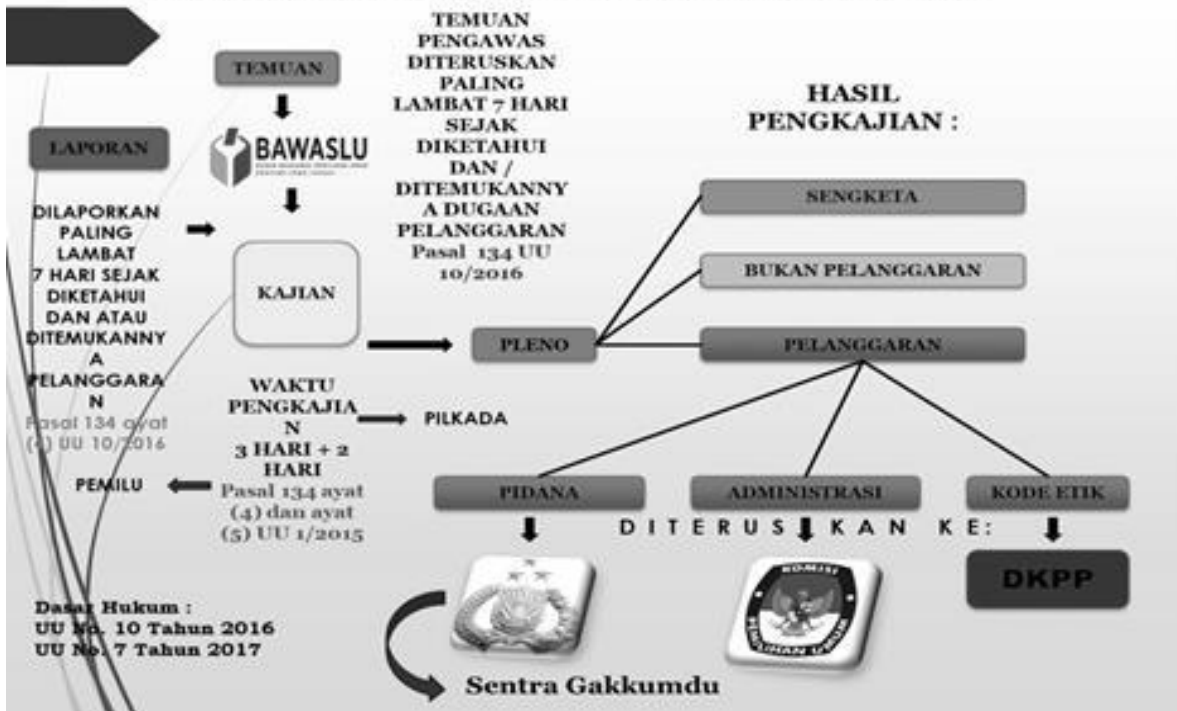 TEMUAN
LAPORAN
BAWASLU
DILAPORKAN
PALING
LAMBAT
7 HARI SEJAK
DIKETAHUI
DAN ATAU
DITEMUKANNY
A
PELANGGARA
N
Pasal 134 ayat
UU 10/2016
KAJIAN
TEMUAN
PENGAWAS
DITERUSKAN
PALING
LAMBAT 7 HARI
SEJAK
DIKETAHUI
DAN /
DITEMUKANNY
A DUGAAN
PELANGGARAN
Pasal 134 UU
10/2016
WAKTU
PENGKAJIA
N
3 HARI + 2
HARI
Pasal 134 ayat
(4) dan ayat
(5) UU 1/2015
PILKADA
PEMILU
PLENO
HASIL
PENGKAJIAN :
SENGKETA
BUKAN PELANGGARAN
PELANGGARAN
PIDANA
ADMINISTRASI
KODE ETIK
DITERUSKAN KE:
KOMISI
PEMILIHAN UMUM
DKPP
Sentra Gakkumdu
Dasar Hukum :
UU No. 10 Tahun 2016
UU No. 7 Tahun 2017